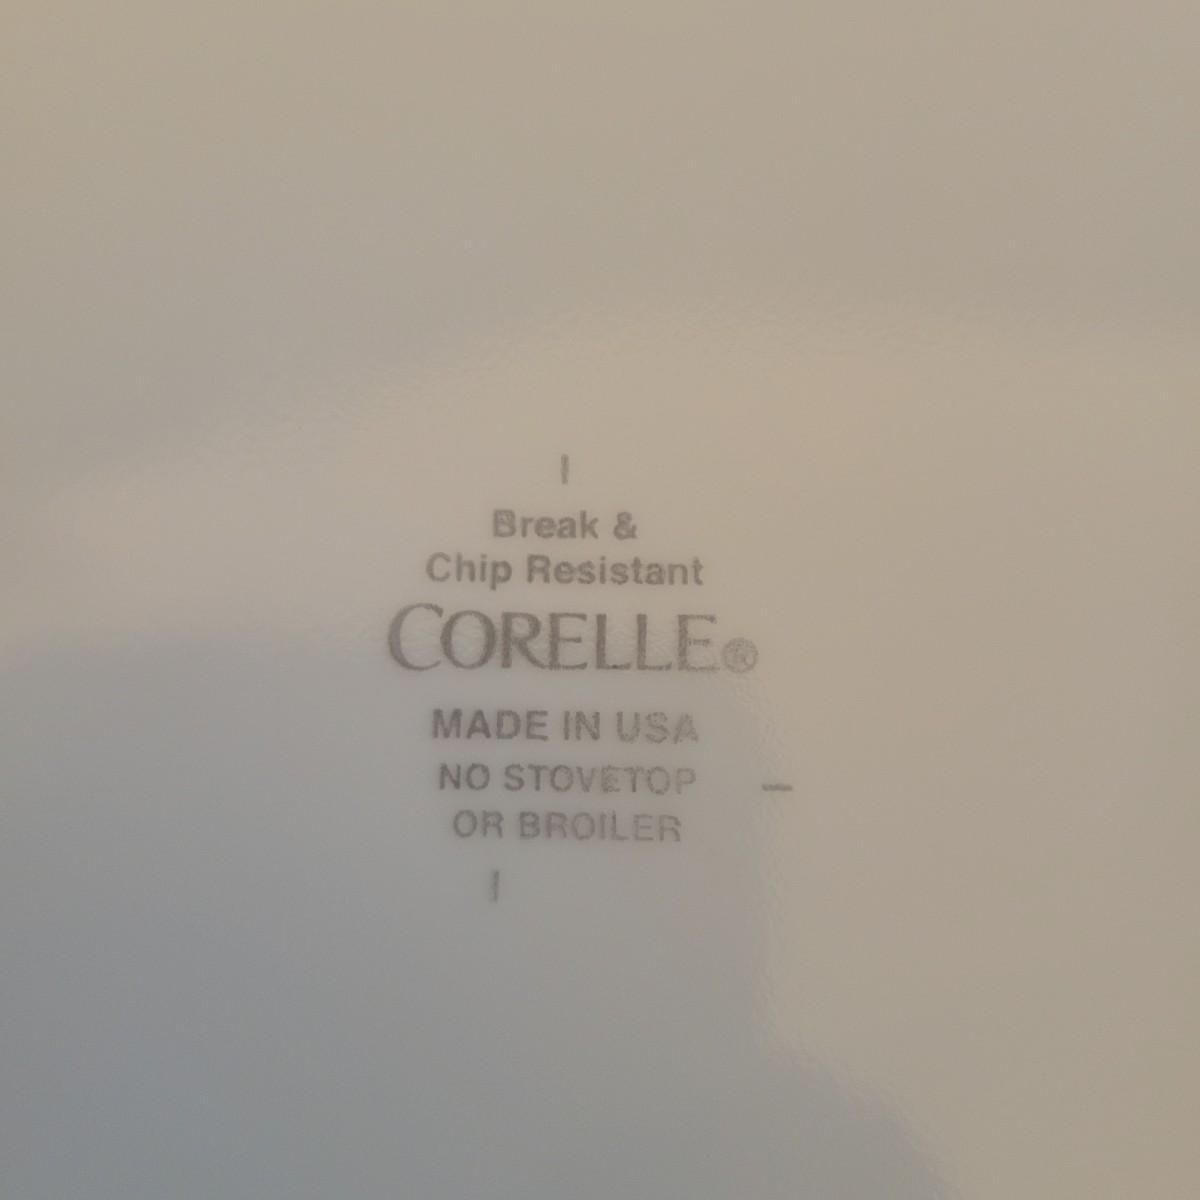 Break &
Chip Resistant
CORELLE®
MADE IN USA
NO STOVETOP
OR BROILER